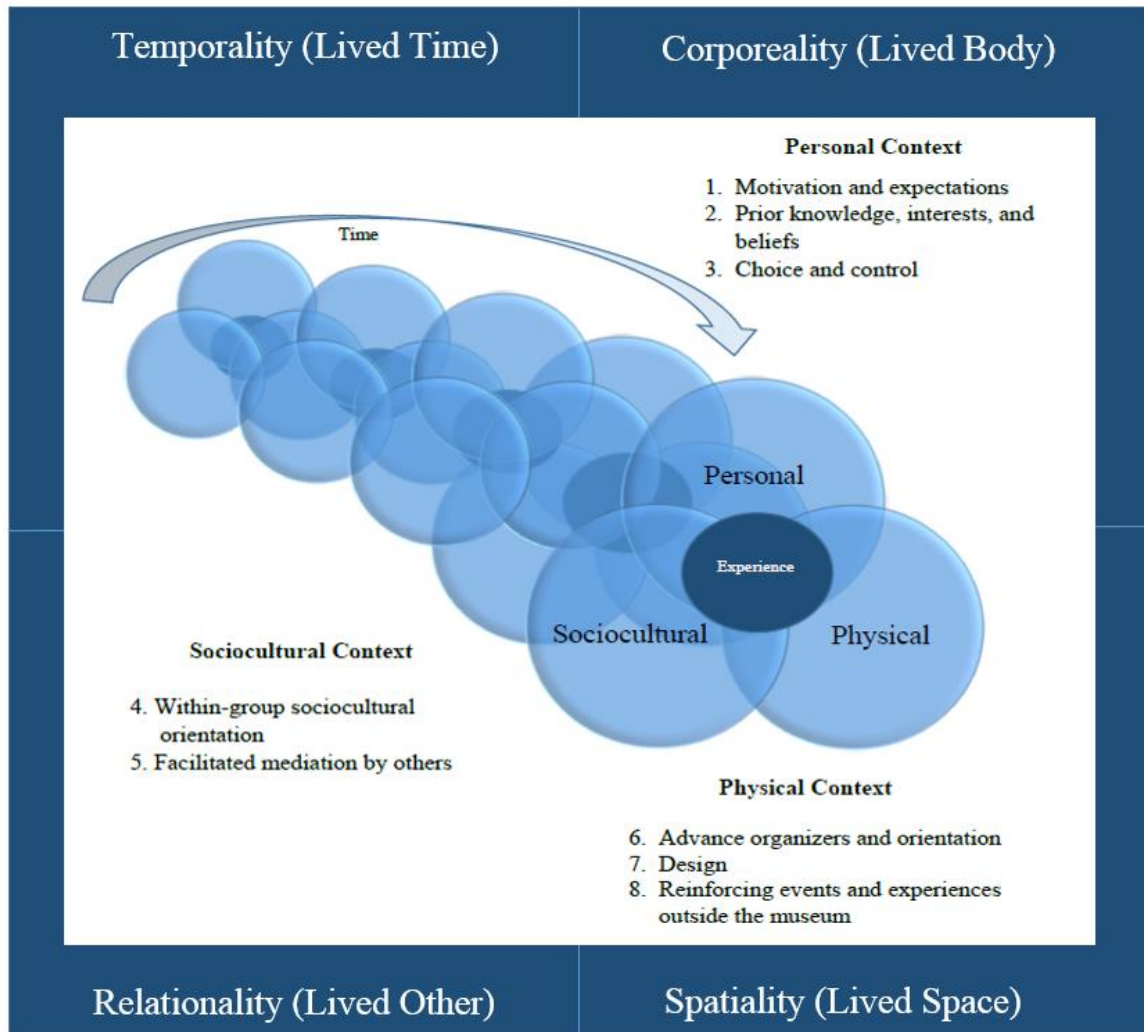 Temporality (Lived Time)
Corporeality (Lived Body)
Personal Context
1. Motivation and expectations
2. Prior knowledge, interests, and
beliefs
3. Choice and control
Time
Personal
Experience
Sociocultural
Physical
Sociocultural Context
4. Within-group sociocultural
orientation
5. Facilitated mediation by others
Physical Context
6. Advance organizers and orientation
7. Design
8. Reinforcing events and experiences
outside the museum
Relationality (Lived Other)
Spatiality (Lived Space)